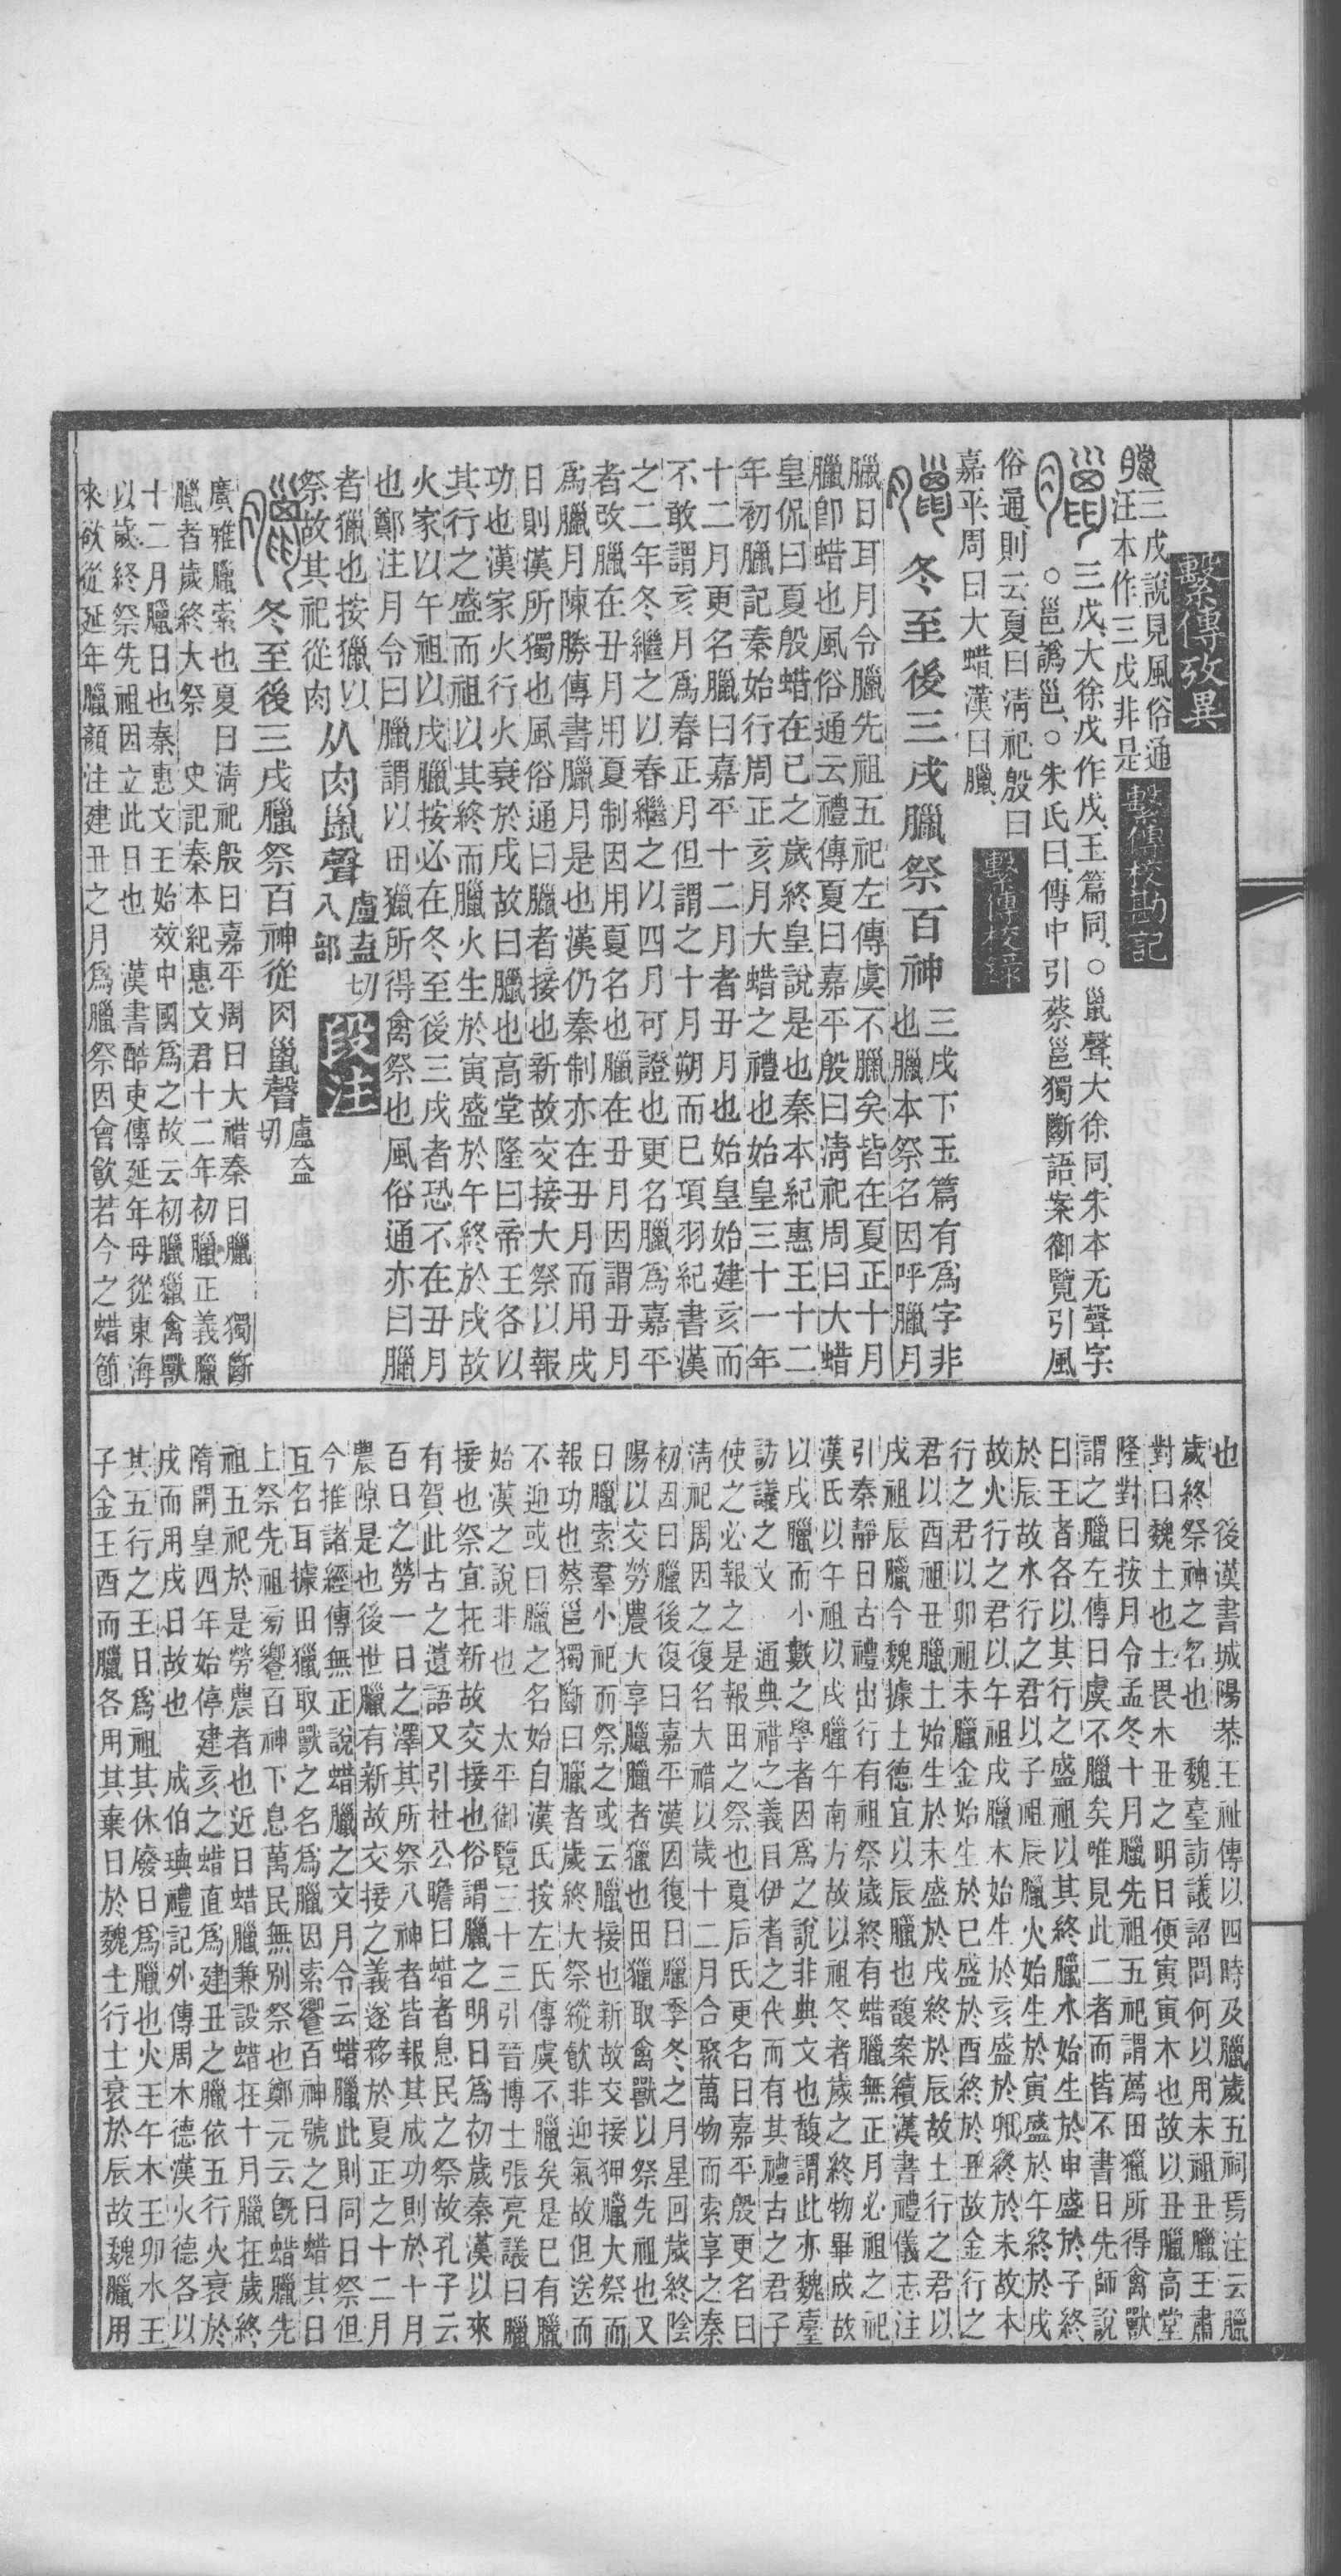 繫傳攷異
臘三戌說見風俗通
汪本作三戊非是繫傳校勘記
臘三戊、大徐戊作戌、玉篇同、○巤聲、大徐同、朱本无聲字
○邕譌邕、○朱氏曰、傳中引蔡邕獨斷語、案御覽引風
俗通、則云夏曰淸祀殷曰
嘉平、周曰大蜡、漢曰臘、繫傳校錄
臘冬至後三戌臘祭百神三戌下玉篇有爲字非
也臘本祭名因呼臘月
臘日耳月令臘先祖五祀左傳虞不臘矣皆在夏正十月
臘卽蜡也風俗通云禮傳夏曰嘉平殷曰淸祀周曰大蜡
皇侃曰夏殷蜡在己之歲終皇說是也秦本紀惠王十二
年初臘記秦始行周正亥月大蜡之禮也始皇三十一年
十二月更名臘曰嘉平十二月者丑月也始皇始建亥而
不敢謂亥月爲春正月但謂之十月朔而已項羽紀書漢
之二年冬繼之以春繼之以四月可證也更名臘爲嘉平
者改臘在丑月用夏制因用夏名也臘在丑月因謂丑月
爲臘月陳勝傳書臘月是也漢仍秦制亦在丑月而用戌
日則漢所獨也風俗通曰臘者接也新故交接大祭以報
功也漢家火行火衰於戌故曰臘也高堂隆曰帝王各以
其行之盛而祖以其終而臘火生於寅盛於午終於戌故
火家以午祖以戌臘按必在冬至後三戌者恐不在丑月
也鄭注月令曰臘謂以田獵所得禽祭也風俗通亦曰臘
者獵也按獵以
祭故其祀從肉从肉巤聲盧盍切
八部段注
臘冬至後三戌臘祭百神從肉巤聲盧盍
切
廣雅臘索也夏曰淸祀殷曰嘉平周曰大䄍秦曰臘 獨斷
臘者歲終大祭 史記秦本紀惠文君十二年初臘正義臘
十二月臘日也秦惠文王始效中國爲之故云初臘獵禽獸
以歲終祭先祖因立此日也 漢書酷吏傳延年母從東海
來欲從延年臘顏注建丑之月爲臘祭因會飮若今之蜡節
也 後漢書城陽恭王祉傳以四時及臘歲五祠焉注云臘
歲終祭神之名也 魏臺訪議詔問何以用未祖丑臘王肅
對曰魏土也土畏木丑之明日便寅寅木也故以丑臘高堂
隆對曰按月令孟冬十月臘先祖五祀謂薦田獵所得禽獸
謂之臘左傳曰虞不臘矣唯見此二者而皆不書日先師說
曰王者各以其行之盛祖以其終臘水始生於申盛於子終
於辰故水行之君以子祖辰臘火始生於寅盛於午終於戌
故火行之君以午祖戌臘木始生於亥盛於卯終於未故木
行之君以卯祖未臘金始生於巳盛於酉終於丑故金行之
君以酉祖丑臘土始生於未盛於戌終於辰故土行之君以
戌祖辰臘今魏據土德宜以辰臘也馥案續漢書禮儀志注
引秦靜曰古禮出行有祖祭歲終有蜡臘無正月必祖之祀
漢氏以午祖以戌臘午南方故以祖冬者歲之終物畢成故
以戌臘而小數之學者因爲之說非典文也馥謂此亦魏臺
訪議之文 通典䄍之義自伊耆之代而有其禮古之君子
使之必報之是報田之祭也夏后氏更名曰嘉平殷更名曰
淸祀周因之復名大䄍以歲十二月合聚萬物而索享之秦
初因曰臘後復曰嘉平漢因復曰臘季冬之月星回歲終陰
陽以交勞農大享臘臘者獵也田獵取禽獸以祭先祖也又
曰臘索羣小祀而祭之或云臘接也新故交接狎臘大祭而
報功也蔡邕獨斷曰臘者歲終大祭縱飮非迎氣故但送而
不迎或曰臘之名始自漢氏按左氏傳虞不臘矣是已有臘
始漢之說非也 太平御覽三十三引晉博士張亮議曰臘
接也祭宜在新故交接也俗謂臘之明日爲初歲秦漢以來
有賀此古之遺語又引杜公瞻曰蜡者息民之祭故孔子云
百日之勞一日之澤其所祭八神者皆報其成功則於十月
農隙是也後世臘有新故交接之義遂移於夏正之十二月
今推諸經傳無正說蜡臘之文月令云蜡臘此則同日祭但
互名耳據田獵取獸之名爲臘因索饗百神號之曰蜡其日
上祭先祖菊饗百神下息萬民無別祭也鄭元云旣蜡臘先
祖五祀於是勞農者也近日蜡臘兼設蜡在十月臘在歲終
隋開皇四年始停建亥之蜡直爲建丑之臘依五行火衰於
戌而用戌日故也 成伯璵禮記外傳周木德漢火德各以
其五行之王日爲祖其休廢日爲臘也火王午木王卯水王
子金王酉而臘各用其棄日於魏土行土衰於辰故魏臘用